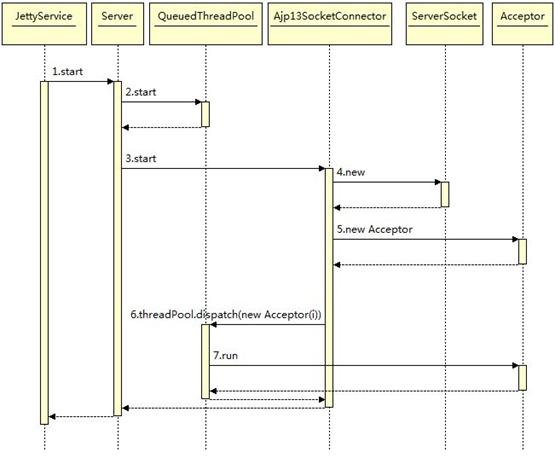 JettyService Server QueuedThreadPool Ajp13SocketConnector ServerSocket Acceptor
1.start
2.start
3.start
4.new
5.new Acceptor
6.threadPool.dispatch(new Acceptor(i))
7.run